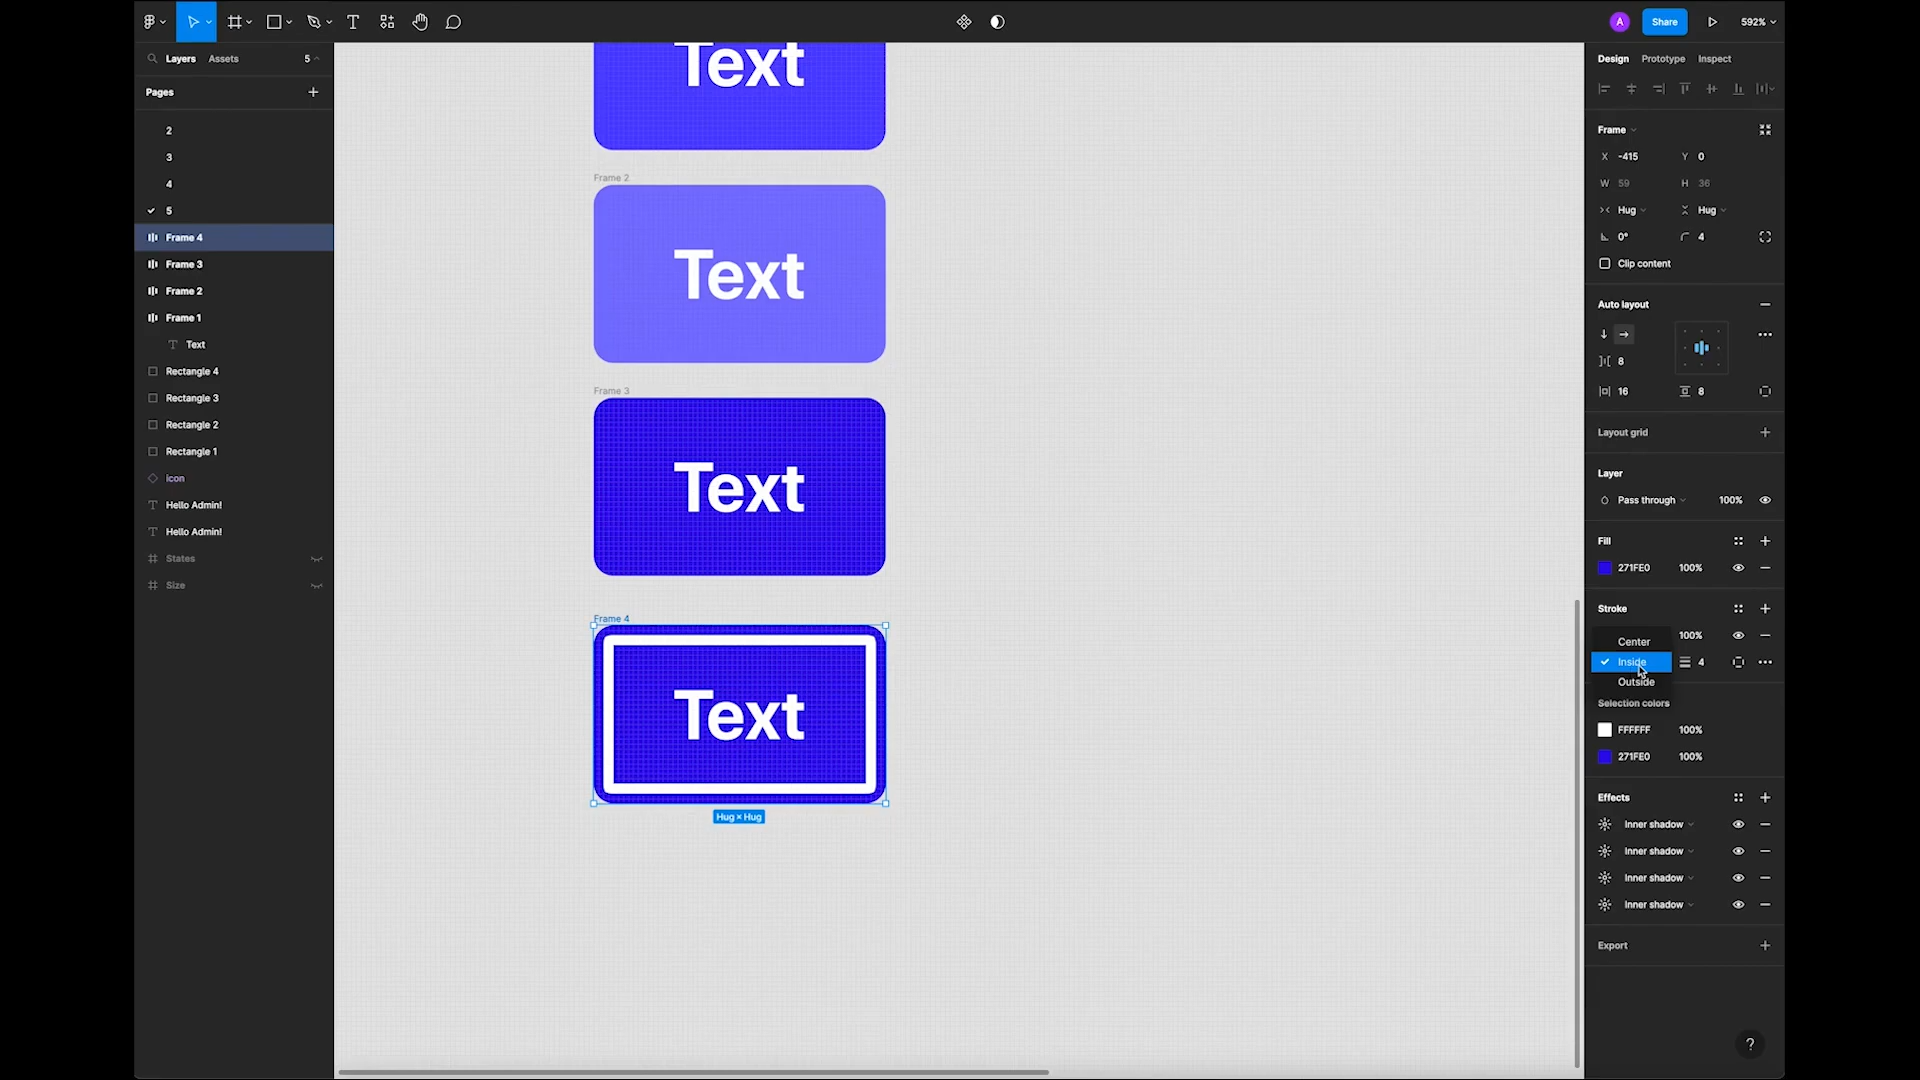 A
Share
592%
Layers
Assets
5
Pages
2
3
4
5
Frame 4
Frame 3
Frame 2
Frame 1
Text
Rectangle 4
Rectangle 3
Rectangle 2
Rectangle 1
icon
Hello Admin!
Hello Admin!
States
Size
Text
Frame 2
Text
Frame 3
Text
Frame 4
Text
Hug × Hug
Design
Prototype
Inspect
Frame
X -415
Y 0
W 59
H 36
Hug
Hug
0°
4
Clip content
Auto layout
8
16
8
Layout grid
Layer
Pass through
100%
Fill
271FE0
100%
Stroke
100%
Center
Inside
4
Outside
Selection colors
FFFFFF
100%
271FE0
100%
Effects
Inner shadow
Inner shadow
Inner shadow
Inner shadow
Export
?